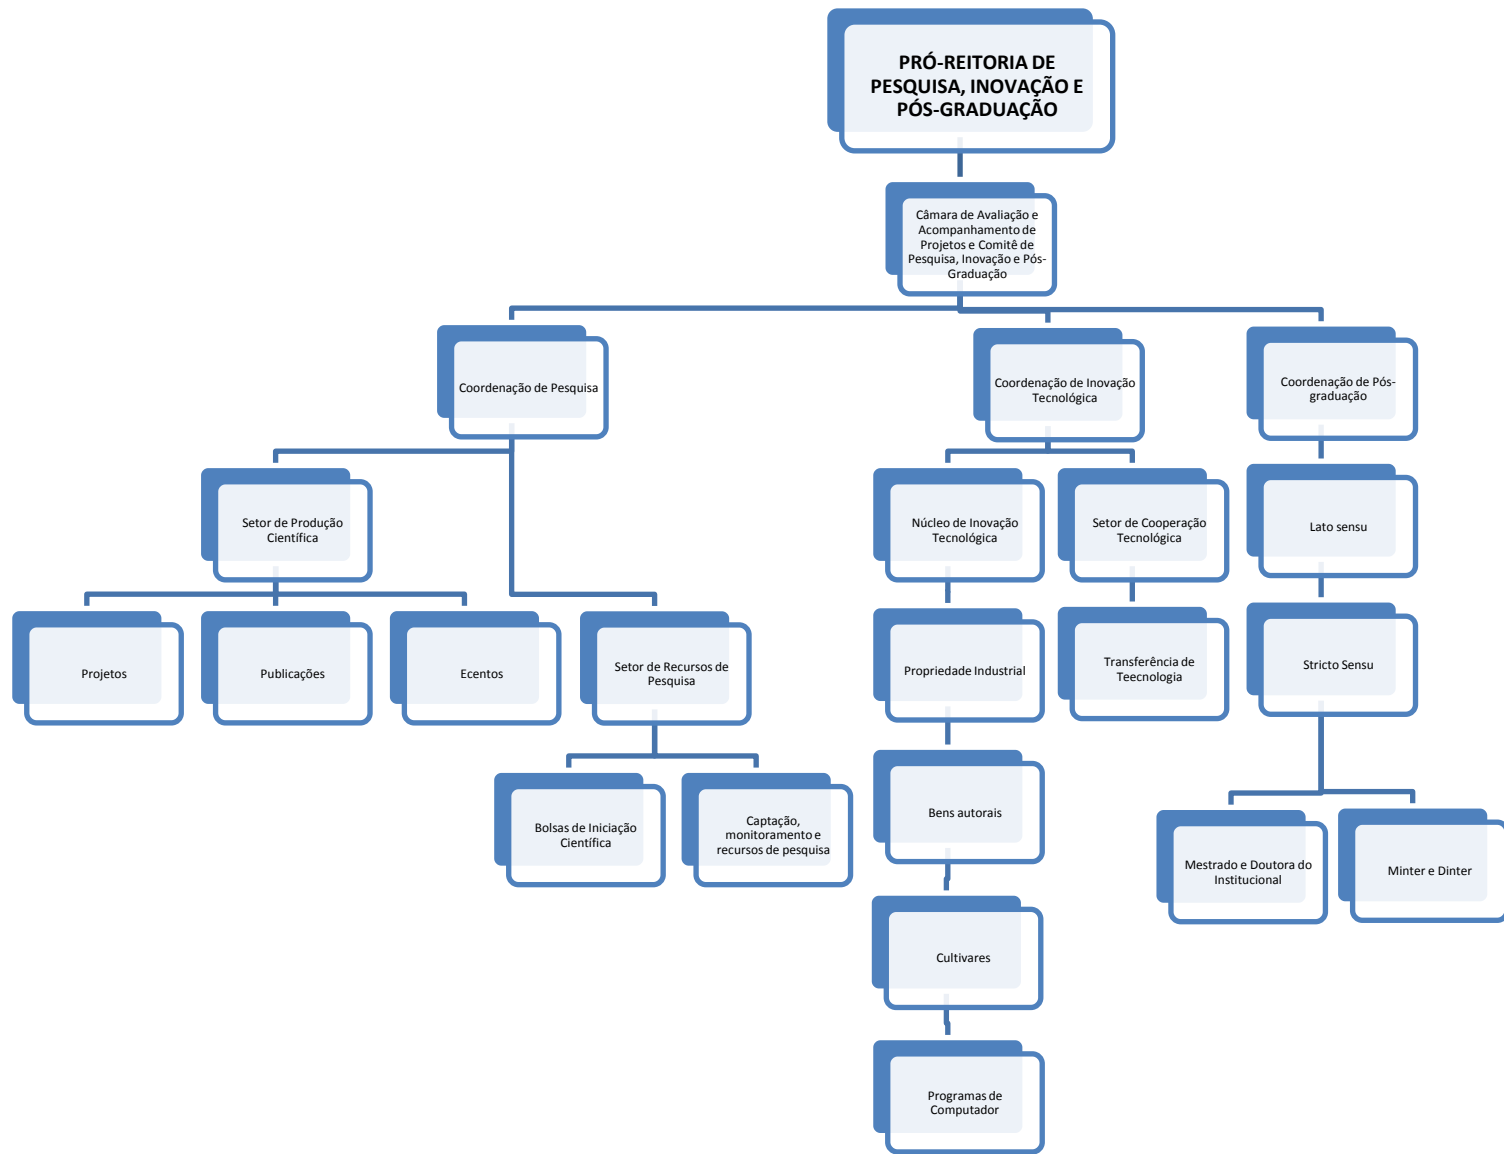 PRÓ-REITORIA DE
PESQUISA, INOVAÇÃO E
PÓS-GRADUAÇÃO
Câmara de Avaliação e
Acompanhamento de
Projetos e Comitê de
Pesquisa, Inovação e Pós-
Graduação
Coordenação de Pesquisa
Coordenação de Inovação
Tecnológica
Coordenação de Pós-
graduação
Setor de Produção
Científica
Núcleo de Inovação
Tecnológica
Setor de Cooperação
Tecnológica
Lato sensu
Projetos
Publicações
Ecentos
Setor de Recursos de
Pesquisa
Propriedade Industrial
Transferência de
Teecnologia
Stricto Sensu
Bolsas de Iniciação
Científica
Captação,
monitoramento e
recursos de pesquisa
Bens autorais
Mestrado e Doutora do
Institucional
Minter e Dinter
Cultivares
Programas de
Computador